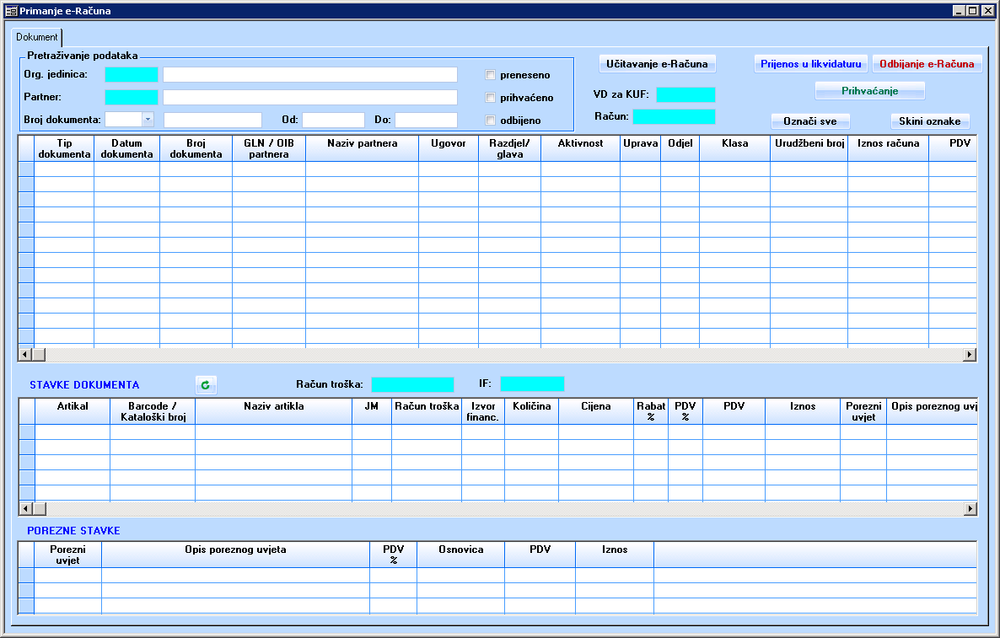 Primanje e-Računa
Dokument
Pretraživanje podataka
Org. jedinica:
preneseno
Učitavanje e-Računa
Prijenos u likvidaturu
Odbijanje e-Računa
Partner:
prihvaćeno
VD za KUF:
Prihvaćanje
Broj dokumenta:
Od:
Do:
odbijeno
Račun:
Označi sve
Skini oznake
Tip dokumenta
Datum dokumenta
Broj dokumenta
GLN / OIB partnera
Naziv partnera
Ugovor
Razdjel/ glava
Aktivnost
Uprava
Odjel
Klasa
Urudžbeni broj
Iznos računa
PDV
STAVKE DOKUMENTA
Račun troška:
IF:
Artikal
Barcode / Kataloški broj
Naziv artikla
JM
Račun troška
Izvor financ.
Količina
Cijena
Rabat %
PDV %
PDV
Iznos
Porezni uvjet
Opis poreznog uvj
POREZNE STAVKE
Porezni uvjet
Opis poreznog uvjeta
PDV %
Osnovica
PDV
Iznos